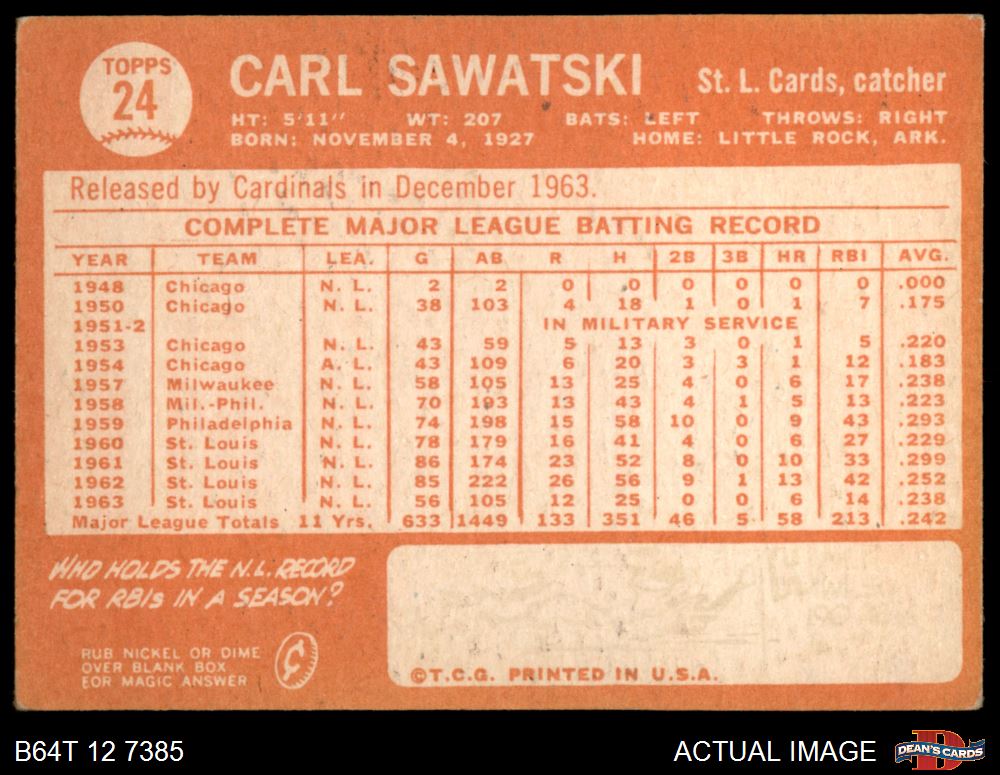 TOPPS
24
CARL SAWATSKI St. L. Cards, catcher
HT: 5'11" WT: 207 BATS: LEFT THROWS: RIGHT
BORN: NOVEMBER 4, 1927 HOME: LITTLE ROCK, ARK.
Released by Cardinals in December 1963.
COMPLETE MAJOR LEAGUE BATTING RECORD
YEAR TEAM LEA. G AB R H 2B 3B HR RBI AVG.
1948 Chicago N. L. 2 2 0 0 0 0 0 0 .000
1950 Chicago N. L. 38 103 4 18 1 0 1 7 .175
1951-2 IN MILITARY SERVICE
1953 Chicago N. L. 43 59 5 13 3 0 1 5 .220
1954 Chicago A. L. 43 109 6 20 3 3 1 12 .183
1957 Milwaukee N. L. 58 105 13 25 4 0 6 17 .238
1958 Mil.-Phil. N. L. 70 193 13 43 4 1 5 13 .223
1959 Philadelphia N. L. 74 198 15 58 10 0 9 43 .293
1960 St. Louis N. L. 78 179 16 41 4 0 6 27 .229
1961 St. Louis N. L. 86 174 23 52 8 0 10 33 .299
1962 St. Louis N. L. 85 222 26 56 9 1 13 42 .252
1963 St. Louis N. L. 56 105 12 25 0 0 6 14 .238
Major League Totals 11 Yrs. 633 1449 133 351 46 5 58 213 .242
WHO HOLDS THE N.L. RECORD
FOR RBIs IN A SEASON?
RUB NICKEL OR DIME
OVER BLANK BOX
FOR MAGIC ANSWER
©T.C.G. PRINTED IN U.S.A.
B64T 12 7385 ACTUAL IMAGE DEAN'S CARDS